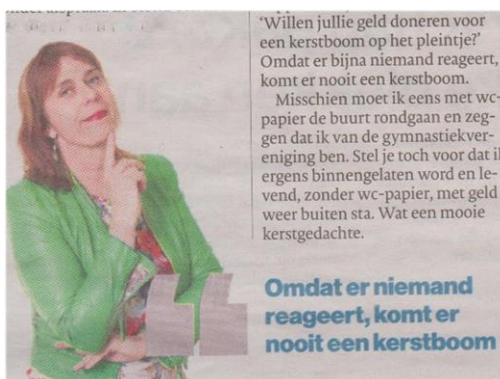 'Willen jullie geld doneren voor
een kerstboom op het pleintje?'
Omdat er bijna niemand reageert,
komt er nooit een kerstboom.
Misschien moet ik eens met wc-
papier de buurt rondgaan en zeg-
gen dat ik van de gymnastiekver-
eniging ben. Stel je toch voor dat ik
ergens binnengelaten word en le-
vend, zonder wc-papier, met geld
weer buiten sta. Wat een mooie
kerstgedachte.
Omdat er niemand
reageert, komt er
nooit een kerstboom